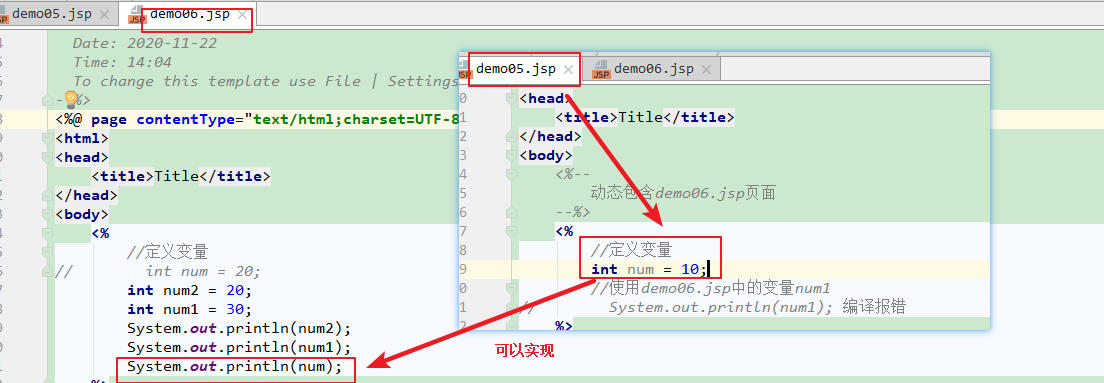 demo05.jsp
demo06.jsp
Date: 2020-11-22
Time: 14:04
To change this template use File | Settings
-%>
<%@ page contentType="text/html;charset=UTF-8
<html>
<head>
<title>Title</title>
</head>
<body>
<%
//定义变量
// int num = 20;
int num2 = 20;
int num1 = 30;
System.out.println(num2);
System.out.println(num1);
System.out.println(num);
demo05.jsp
demo06.jsp
<head>
<title>Title</title>
</head>
<body>
<%--
动态包含demo06.jsp页面
--%>
<%
//定义变量
int num = 10;
//使用demo06.jsp中的变量num1
// System.out.println(num1); 编译报错
%>
可以实现